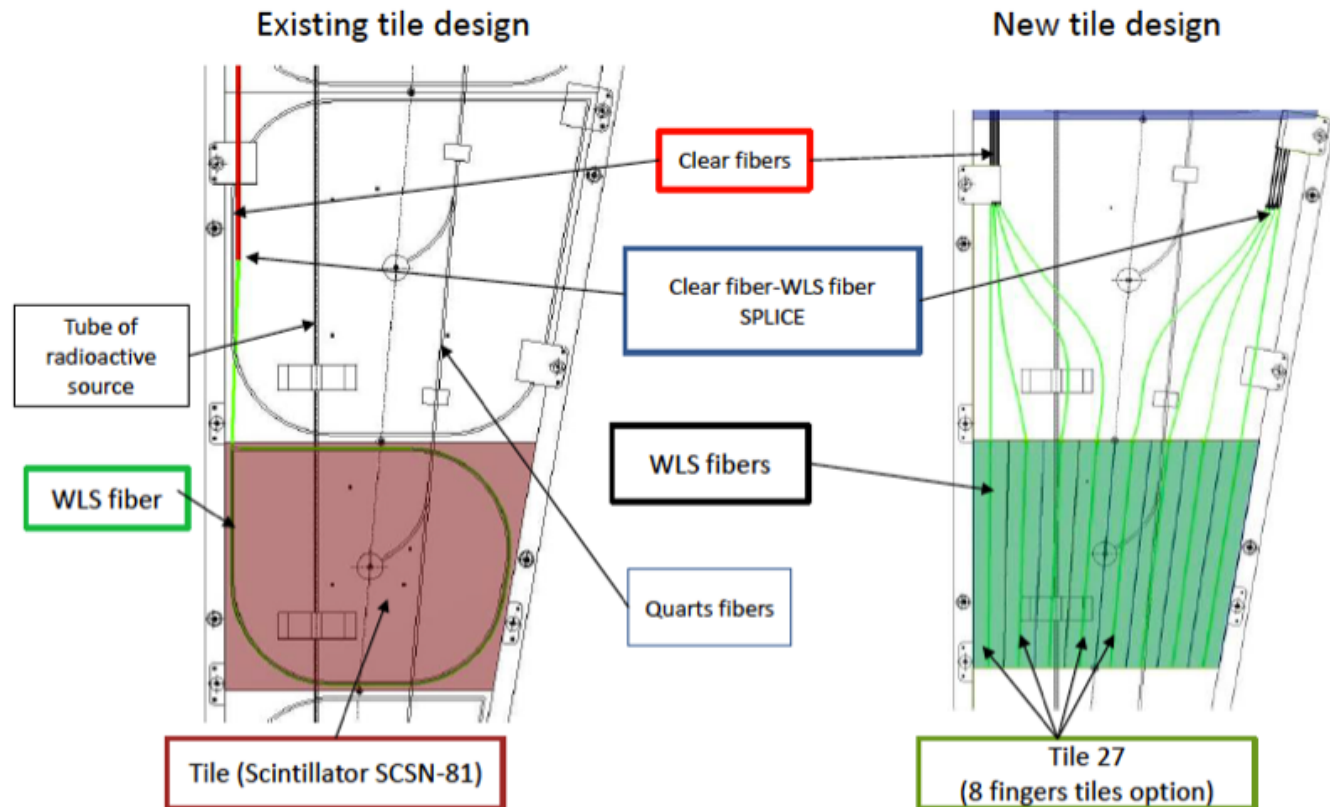 Existing tile design
New tile design
Clear fibers
Clear fiber-WLS fiber
SPLICE
Tube of
radioactive
source
WLS fibers
WLS fiber
Quarts fibers
Tile (Scintillator SCSN-81)
Tile 27
(8 fingers tiles option)